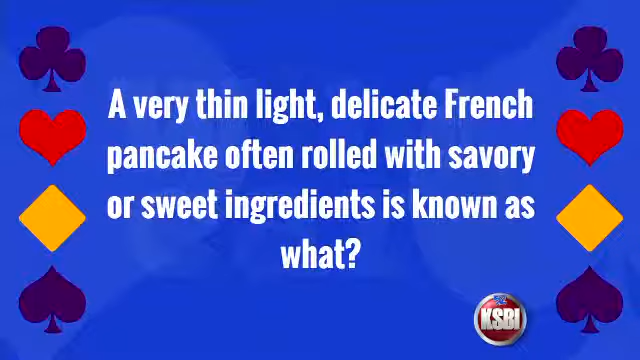 A very thin light, delicate French
pancake often rolled with savory
or sweet ingredients is known as
what?
KSBI